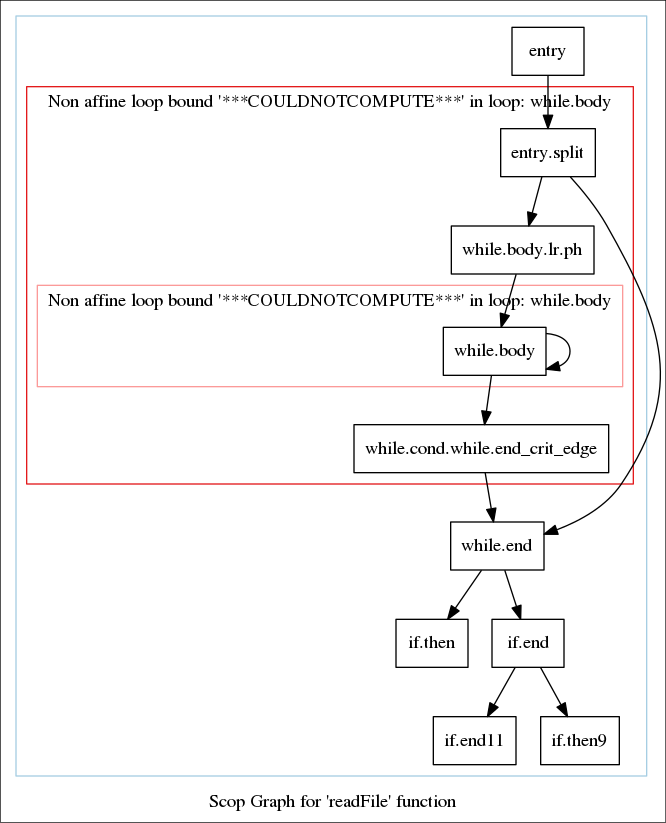 entry
Non affine loop bound '***COULDNOTCOMPUTE***' in loop: while.body
entry.split
while.body.lr.ph
Non affine loop bound '***COULDNOTCOMPUTE***' in loop: while.body
while.body
while.cond.while.end_crit_edge
while.end
if.then
if.end
if.end11
if.then9
Scop Graph for 'readFile' function